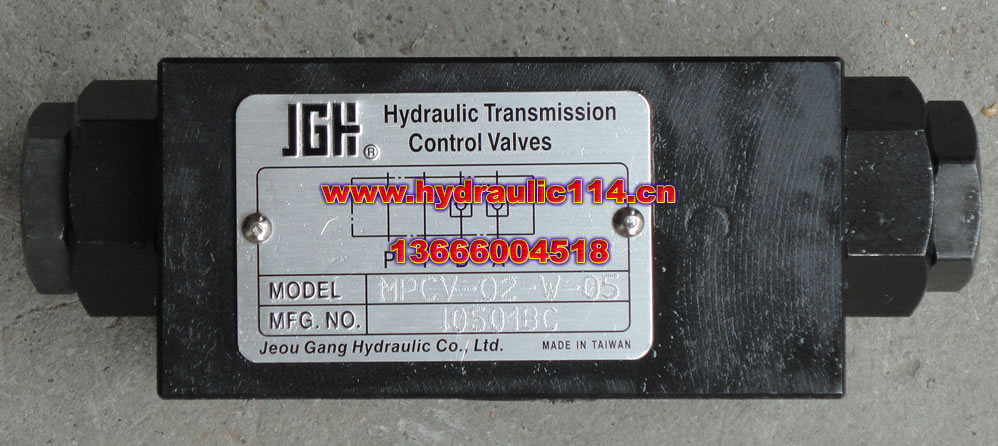 JGH ® Hydraulic Transmission
Control Valves
www.hydraulic114.cn
13666004518
P
MODEL MPCV-02-W-05
MFG. NO. J0501BC
Jeou Gang Hydraulic Co., Ltd. MADE IN TAIWAN